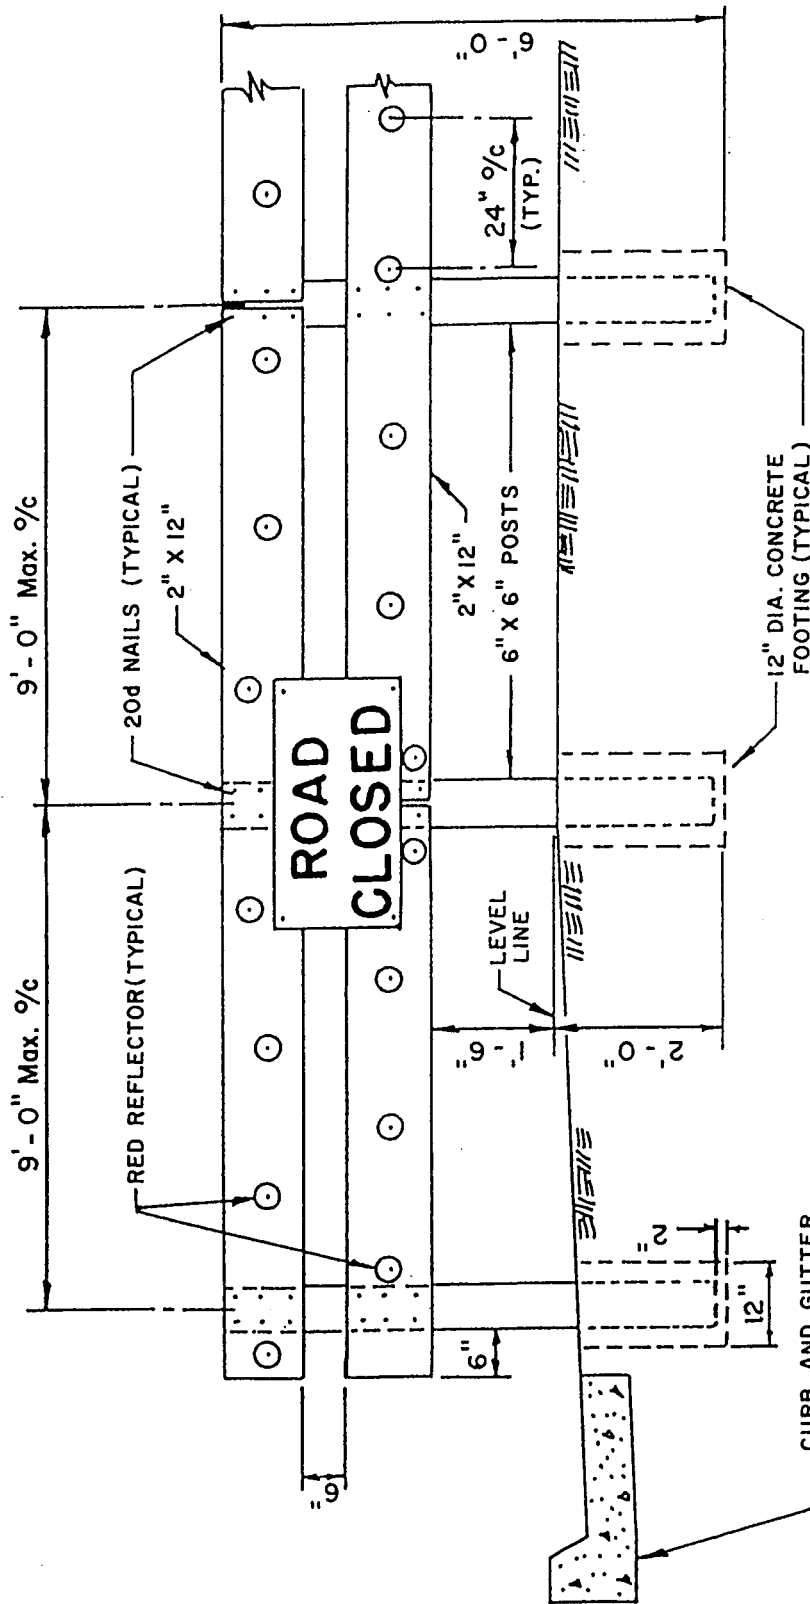 9'-0" Max. º/c
9'-0" Max. º/c
RED REFLECTOR(TYPICAL)
20d NAILS (TYPICAL)
2" X 12"
6'-0"
ROAD
CLOSED
24" º/c
(TYP.)
2" X 12"
6" X 6" POSTS
6"
6"
LEVEL
LINE
1'-6"
2'-0"
2"
12"
12" DIA. CONCRETE
FOOTING (TYPICAL)
CURB AND GUTTER